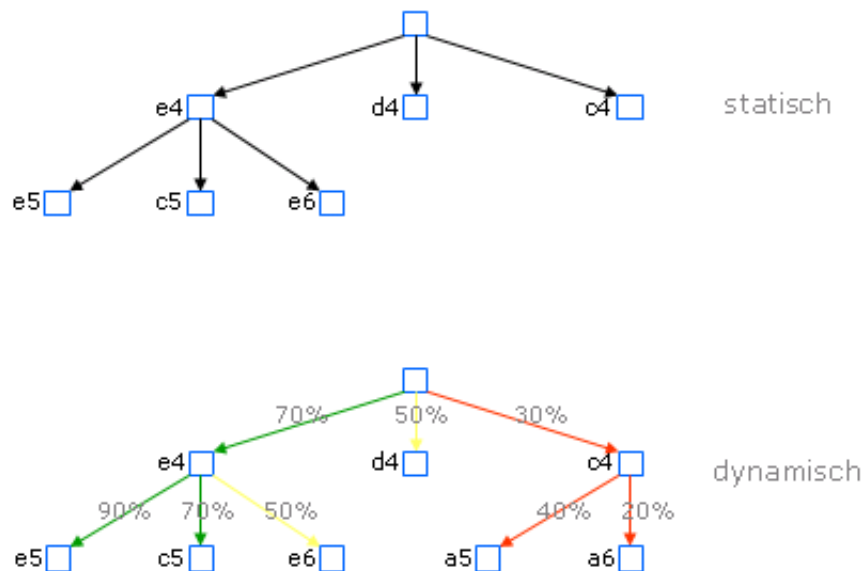 e4 d4 c4 statisch
e5 c5 e6
70% 50% 30%
e4 d4 c4 dynamisch
90% 70% 50% 40% 20%
e5 c5 e6 a5 a6